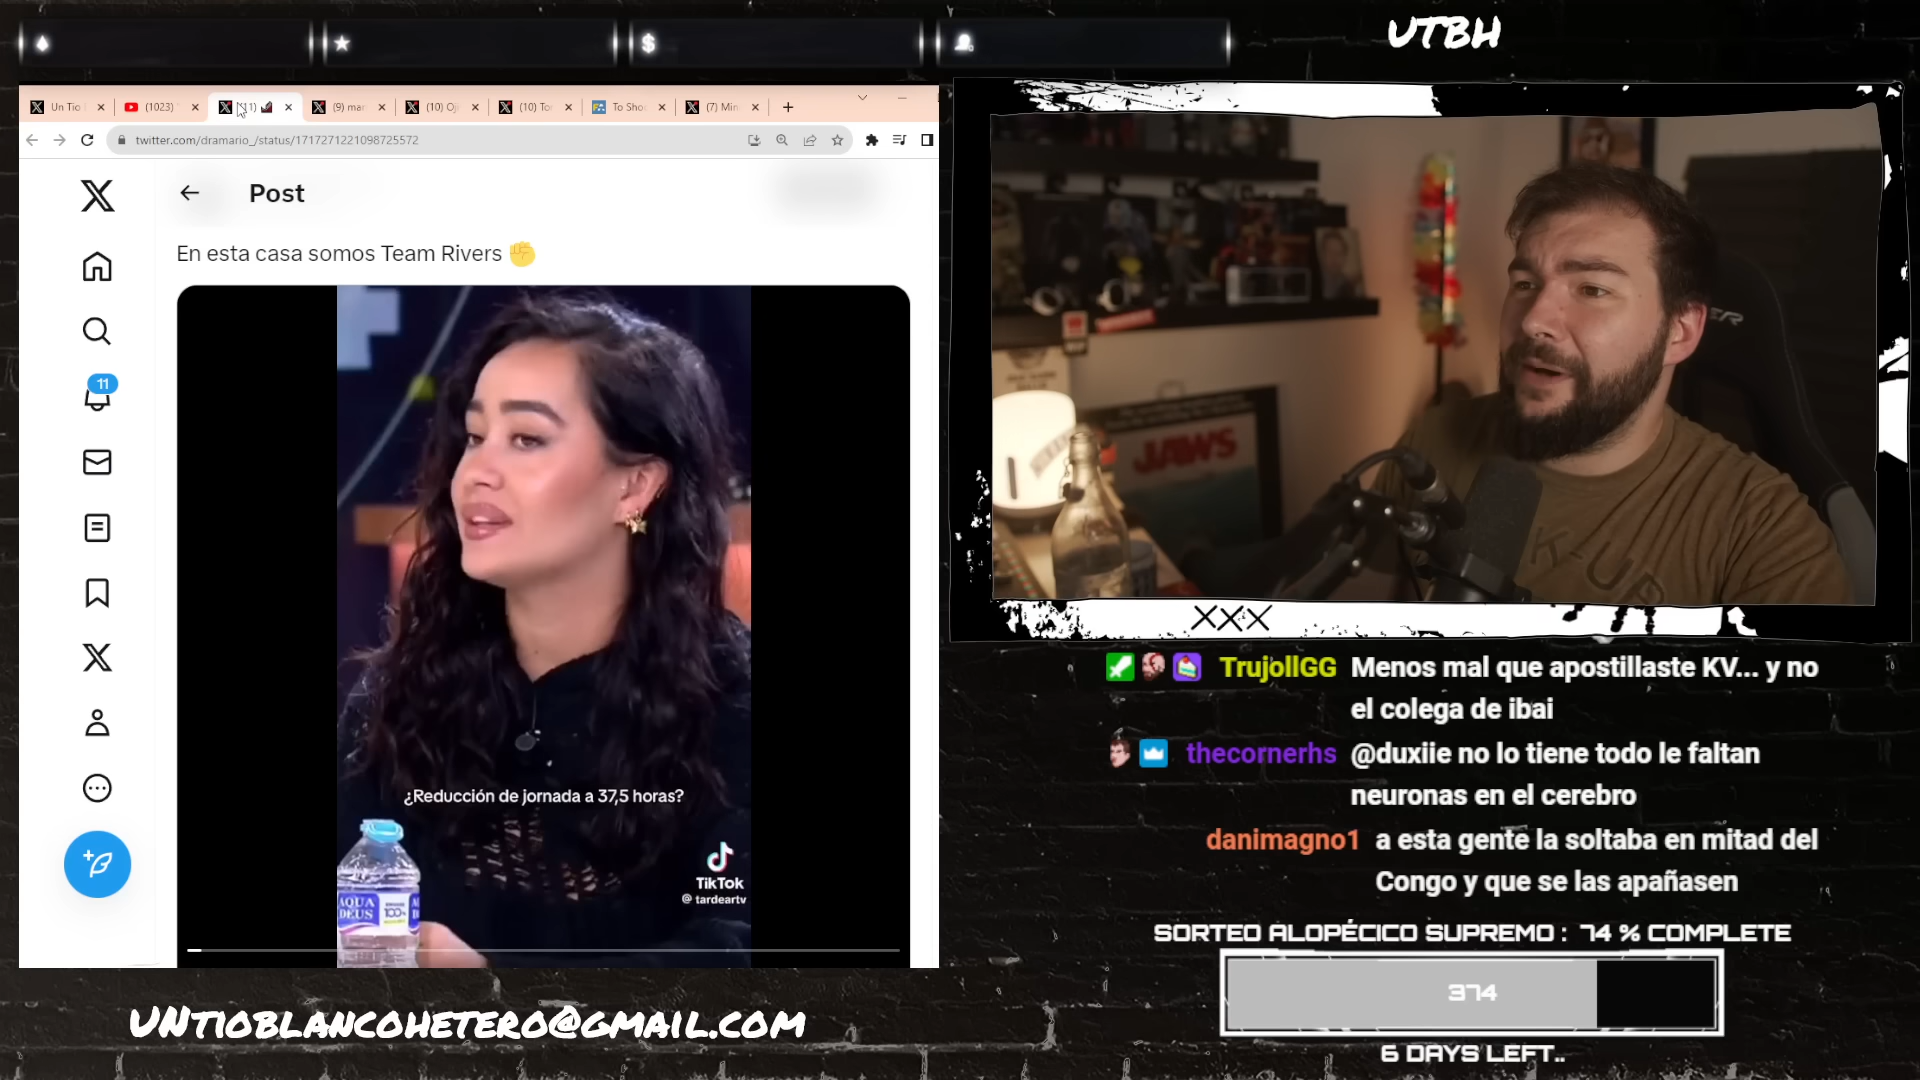 UTBH
Un Tio
(1023)
(9) mar
(10) Oj
(10) To
To Sho
(7) Min
twitter.com/dramario_/status/1717271221098725572
Post
En esta casa somos Team Rivers
11
¿Reducción de jornada a 37,5 horas?
TikTok
@tardeartv
AQUA
DEUS
100%
JAWS
K-UP
XXX
TrujollGG Menos mal que apostillaste KV... y no
el colega de ibai
thecornerhs @duxiie no lo tiene todo le faltan
neuronas en el cerebro
danimagno1 a esta gente la soltaba en mitad del
Congo y que se las apañasen
SORTEO ALOPÉCICO SUPREMO : 74 % COMPLETE
374
6 DAYS LEFT..
UNTIOBLANCOHETERO@GMAIL.COM